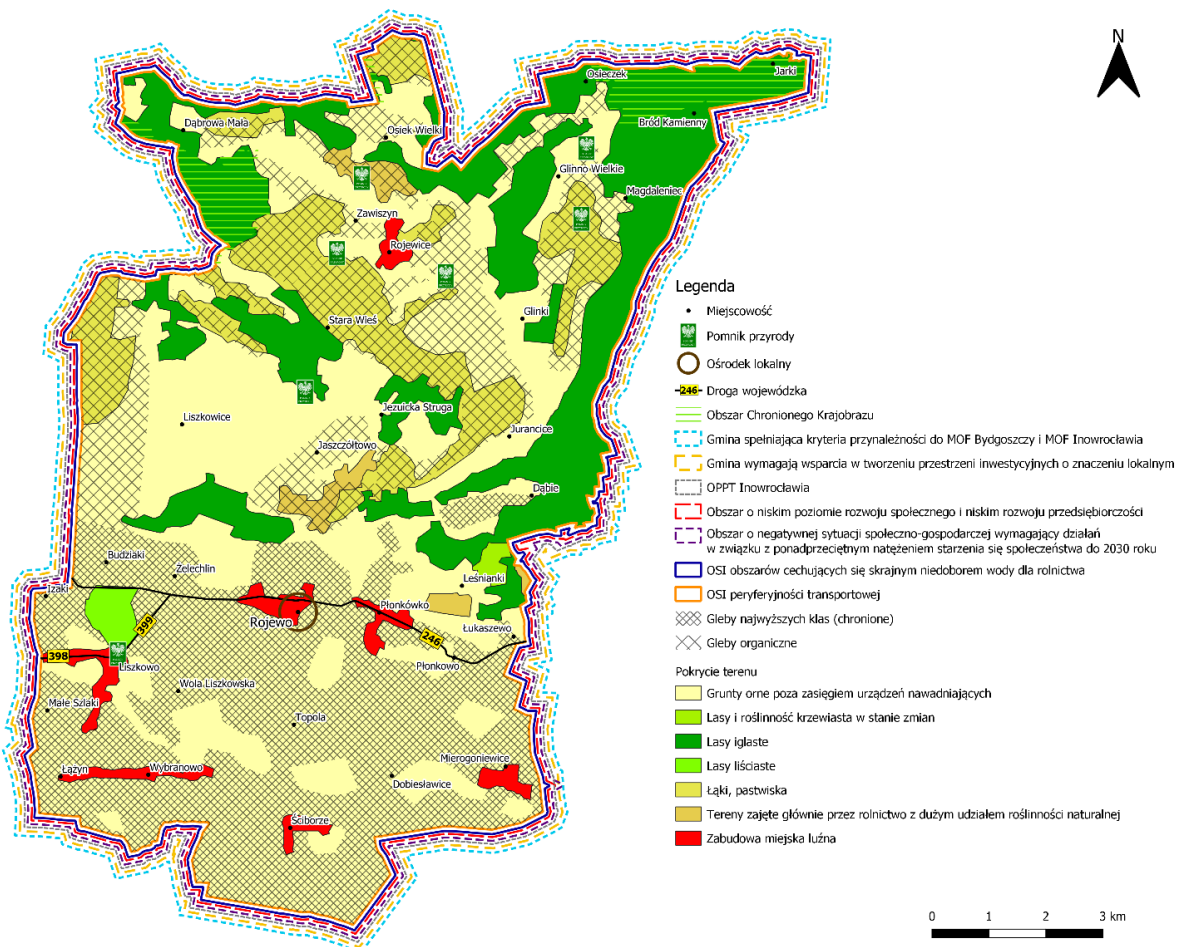 N
Jarki
Osieczek
Bród Kamienny
Dąbrowa Mała
Osiek Wielki
Glinno Wielkie
Magdaleniec
Zawiszyn
Rojewice
Glinki
Stara Wieś
Liszkowice
Jezuicka Struga
Jurancice
Jaszczółtowo
Dąbie
Budziaki
Żelechlin
Leśnianki
Izaki
Płonkówko
Rojewo
399
246
Łukaszewo
398
Liszkowo
Płonkowo
Wola Liszkowska
Małe Szlaki
Topola
Mierogoniewice
Łążyn
Wybranowo
Dobiesławice
Ściborze
Legenda
Miejscowość
Pomnik przyrody
Ośrodek lokalny
246 Droga wojewódzka
Obszar Chronionego Krajobrazu
Gmina spełniająca kryteria przynależności do MOF Bydgoszczy i MOF Inowrocławia
Gmina wymagają wsparcia w tworzeniu przestrzeni inwestycyjnych o znaczeniu lokalnym
OPPT Inowrocławia
Obszar o niskim poziomie rozwoju społecznego i niskim rozwoju przedsiębiorczości
Obszar o negatywnej sytuacji społeczno-gospodarczej wymagający działań
w związku z ponadprzeciętnym natężeniem starzenia się społeczeństwa do 2030 roku
OSI obszarów cechujących się skrajnym niedoborem wody dla rolnictwa
OSI peryferyjności transportowej
Gleby najwyższych klas (chronione)
Gleby organiczne
Pokrycie terenu
Grunty orne poza zasięgiem urządzeń nawadniających
Lasy i roślinność krzewiasta w stanie zmian
Lasy iglaste
Lasy liściaste
Łąki, pastwiska
Tereny zajęte głównie przez rolnictwo z dużym udziałem roślinności naturalnej
Zabudowa miejska luźna
0 1 2 3 km